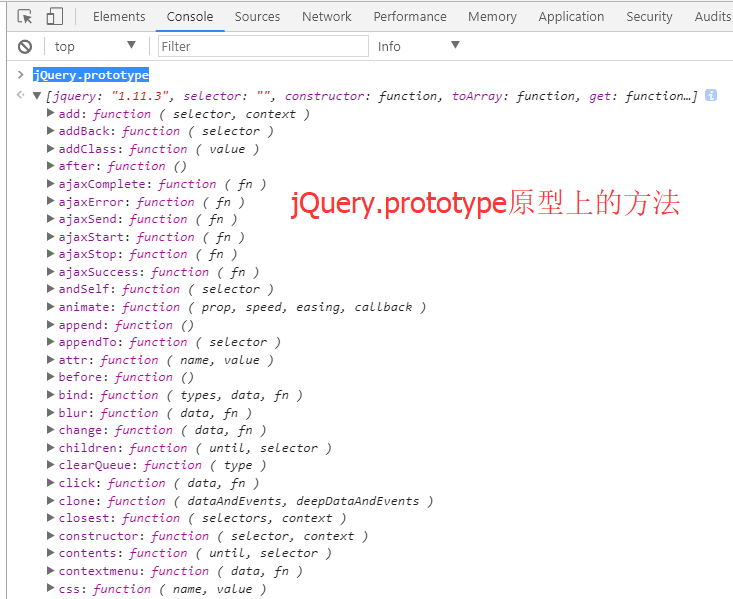 Elements Console Sources Network Performance Memory Application Security Audits
top Filter Info
jQuery.prototype
[jquery: "1.11.3", selector: "", constructor: function, toArray: function, get: function…]
add: function ( selector, context )
addBack: function ( selector )
addClass: function ( value )
after: function ()
ajaxComplete: function ( fn )
jQuery.prototype原型上的方法
ajaxError: function ( fn )
ajaxSend: function ( fn )
ajaxStart: function ( fn )
ajaxStop: function ( fn )
ajaxSuccess: function ( fn )
andSelf: function ( selector )
animate: function ( prop, speed, easing, callback )
append: function ()
appendTo: function ( selector )
attr: function ( name, value )
before: function ()
bind: function ( types, data, fn )
blur: function ( data, fn )
change: function ( data, fn )
children: function ( until, selector )
clearQueue: function ( type )
click: function ( data, fn )
clone: function ( dataAndEvents, deepDataAndEvents )
closest: function ( selectors, context )
constructor: function ( selector, context )
contents: function ( until, selector )
contextmenu: function ( data, fn )
css: function ( name, value )